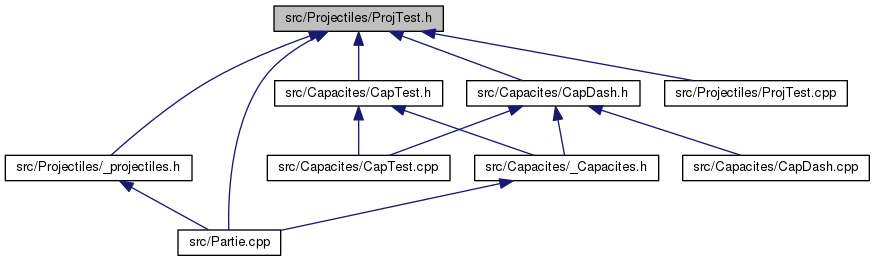 src/Projectiles/ProjTest.h
src/Capacites/CapTest.h
src/Capacites/CapDash.h
src/Projectiles/ProjTest.cpp
src/Projectiles/_projectiles.h
src/Capacites/CapTest.cpp
src/Capacites/_Capacites.h
src/Capacites/CapDash.cpp
src/Partie.cpp